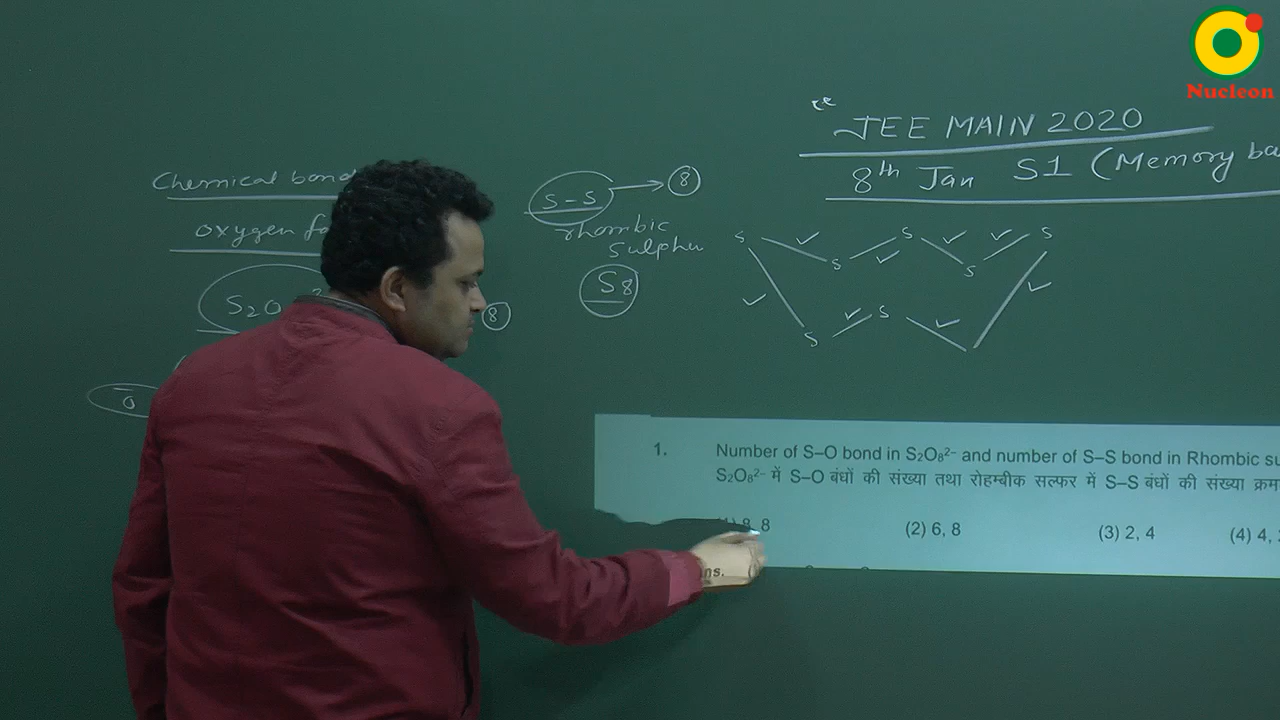 Nucleon
JEE MAIN 2020
8th Jan S1 (Memory ba
Chemical bon
S-S → 8
oxygen f
rhombic
sulphu
S2O
8
S8
S S S
S S
S S
O
1. Number of S–O bond in S₂O₈²⁻ and number of S–S bond in Rhombic su
S₂O₈²⁻ में S–O बंधों की संख्या तथा रोहम्बीक सल्फर में S–S बंधों की संख्या क्रम
(1) 8, 8 (2) 6, 8 (3) 2, 4 (4) 4,
ns.